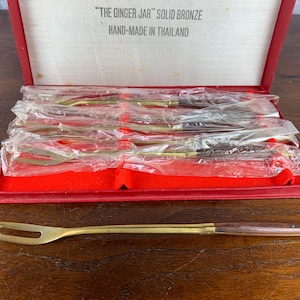 "THE GINGER JAR" SOLID BRONZE
HAND-MADE IN THAILAND